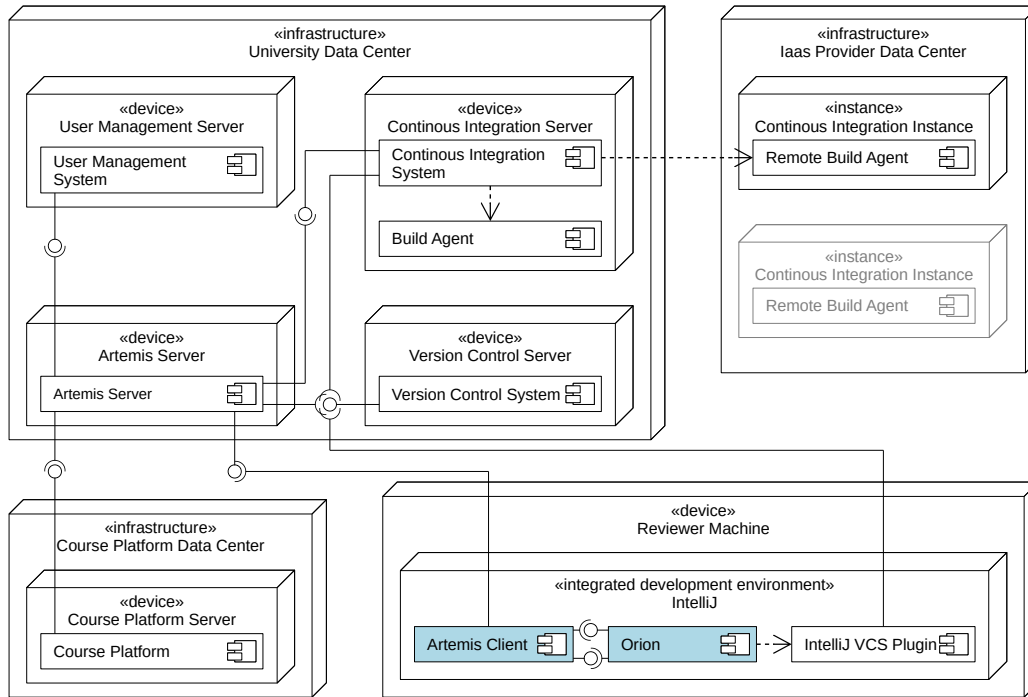 «infrastructure»
University Data Center
«device»
User Management Server
User Management
System
«device»
Continous Integration Server
Continous Integration
System
Build Agent
«device»
Artemis Server
Artemis Server
«device»
Version Control Server
Version Control System
«infrastructure»
Iaas Provider Data Center
«instance»
Continous Integration Instance
Remote Build Agent
«instance»
Continous Integration Instance
Remote Build Agent
«infrastructure»
Course Platform Data Center
«device»
Course Platform Server
Course Platform
«device»
Reviewer Machine
«integrated development environment»
IntelliJ
Artemis Client
Orion
IntelliJ VCS Plugin